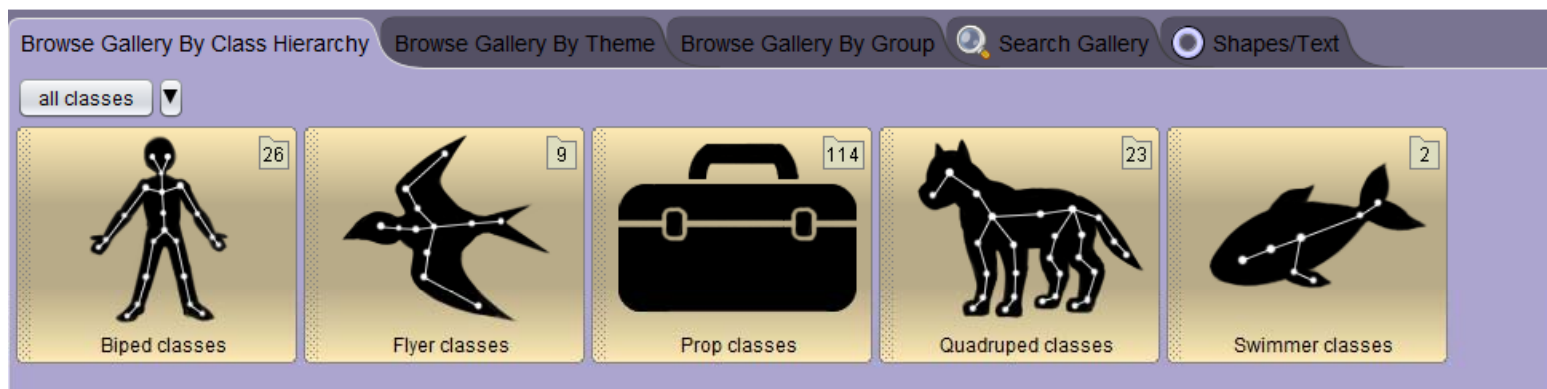 Browse Gallery By Class Hierarchy Browse Gallery By Theme Browse Gallery By Group Search Gallery Shapes/Text
all classes ▼
26 9 114 23 2
Biped classes Flyer classes Prop classes Quadruped classes Swimmer classes